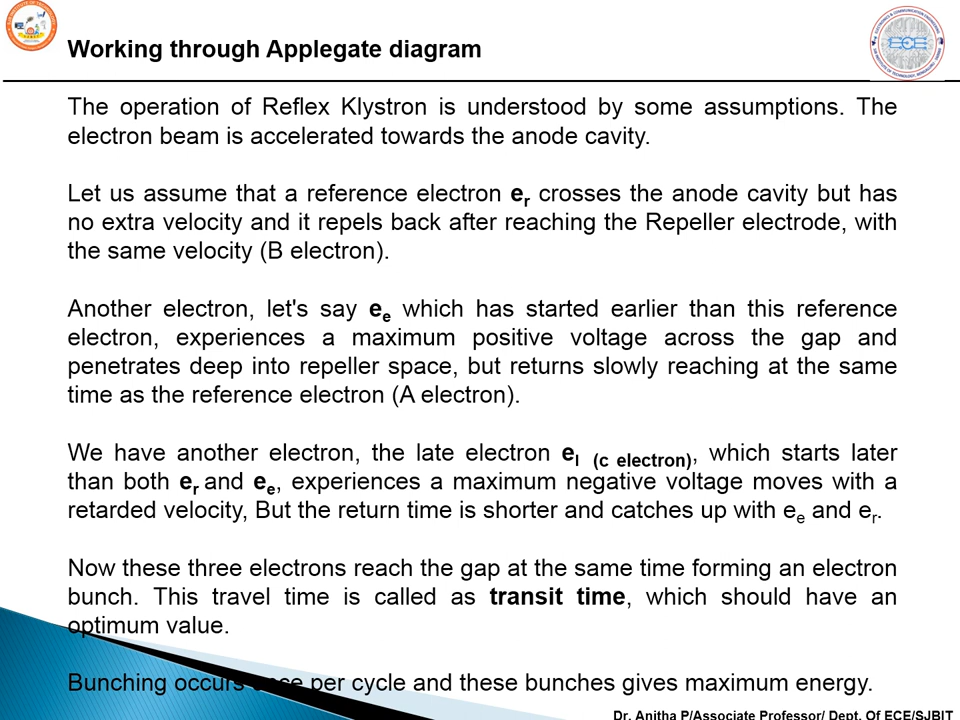 Working through Applegate diagram
ECE
The operation of Reflex Klystron is understood by some assumptions. The
electron beam is accelerated towards the anode cavity.
Let us assume that a reference electron er crosses the anode cavity but has
no extra velocity and it repels back after reaching the Repeller electrode, with
the same velocity (B electron).
Another electron, let's say ee which has started earlier than this reference
electron, experiences a maximum positive voltage across the gap and
penetrates deep into repeller space, but returns slowly reaching at the same
time as the reference electron (A electron).
We have another electron, the late electron el (c electron), which starts later
than both er and ee, experiences a maximum negative voltage moves with a
retarded velocity, But the return time is shorter and catches up with ee and er.
Now these three electrons reach the gap at the same time forming an electron
bunch. This travel time is called as transit time, which should have an
optimum value.
Bunching occurs once per cycle and these bunches gives maximum energy.
Dr. Anitha P/Associate Professor/ Dept. Of ECE/SJBIT